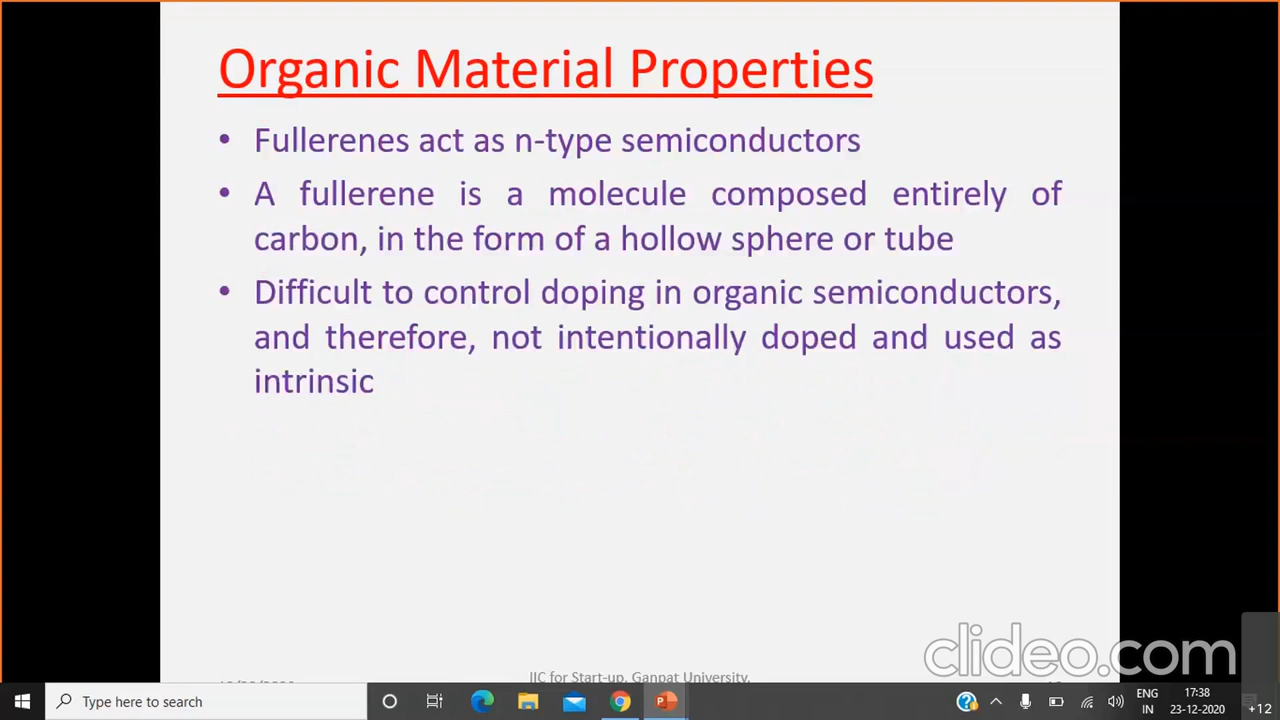 Organic Material Properties
• Fullerenes act as n-type semiconductors
• A fullerene is a molecule composed entirely of
carbon, in the form of a hollow sphere or tube
• Difficult to control doping in organic semiconductors,
and therefore, not intentionally doped and used as
intrinsic
clideo.com
IIC for Start-up, Ganpat University.
Type here to search
ENG
IN
17:38
23-12-2020
+12